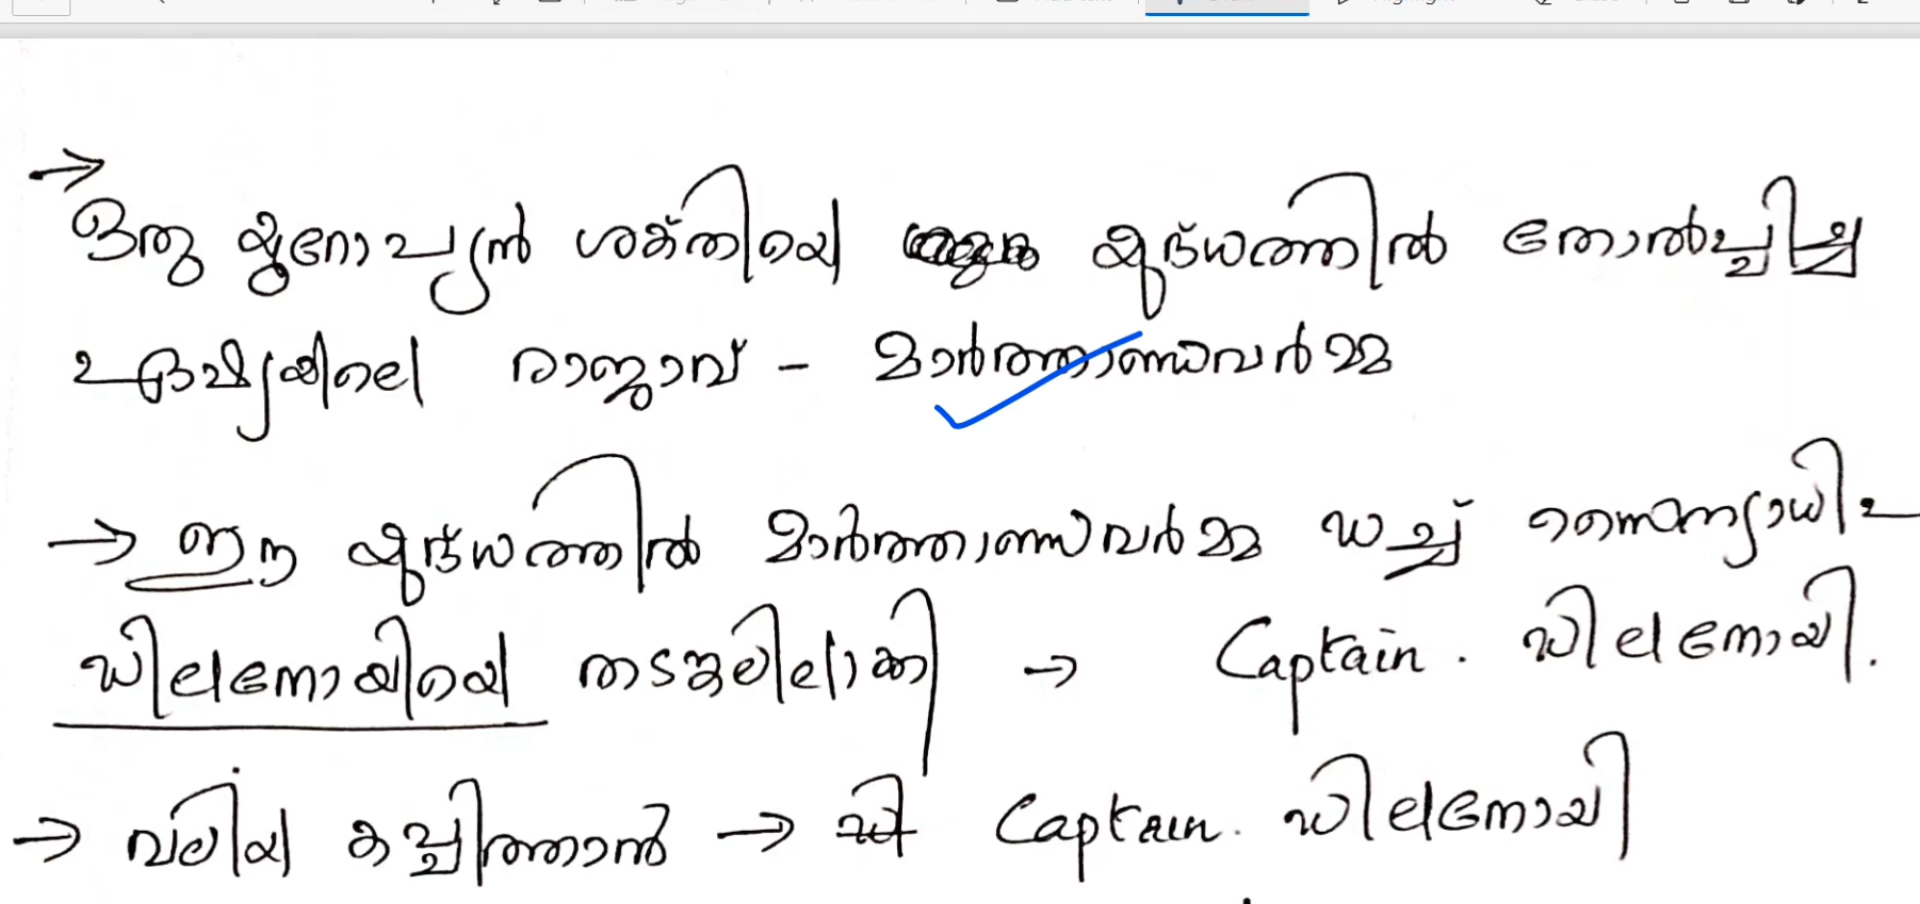 →
ഒരു യൂറോപ്യൻ ശക്തിയെ യുദ്ധത്തിൽ തോൽപ്പിച്ച
ഏഷ്യയിലെ രാജാവ് - മാർത്താണ്ഡവർമ്മ
→ ഈ യുദ്ധത്തിൽ മാർത്താണ്ഡവർമ്മ ഡച്ച് സൈന്യാധിപ
ഡിലനോയിയെ തടങ്കലിലാക്കി → Captain. ഡിലനോയി.
→ വലിയ കപ്പിത്താൻ → Captain. ഡിലനോയി